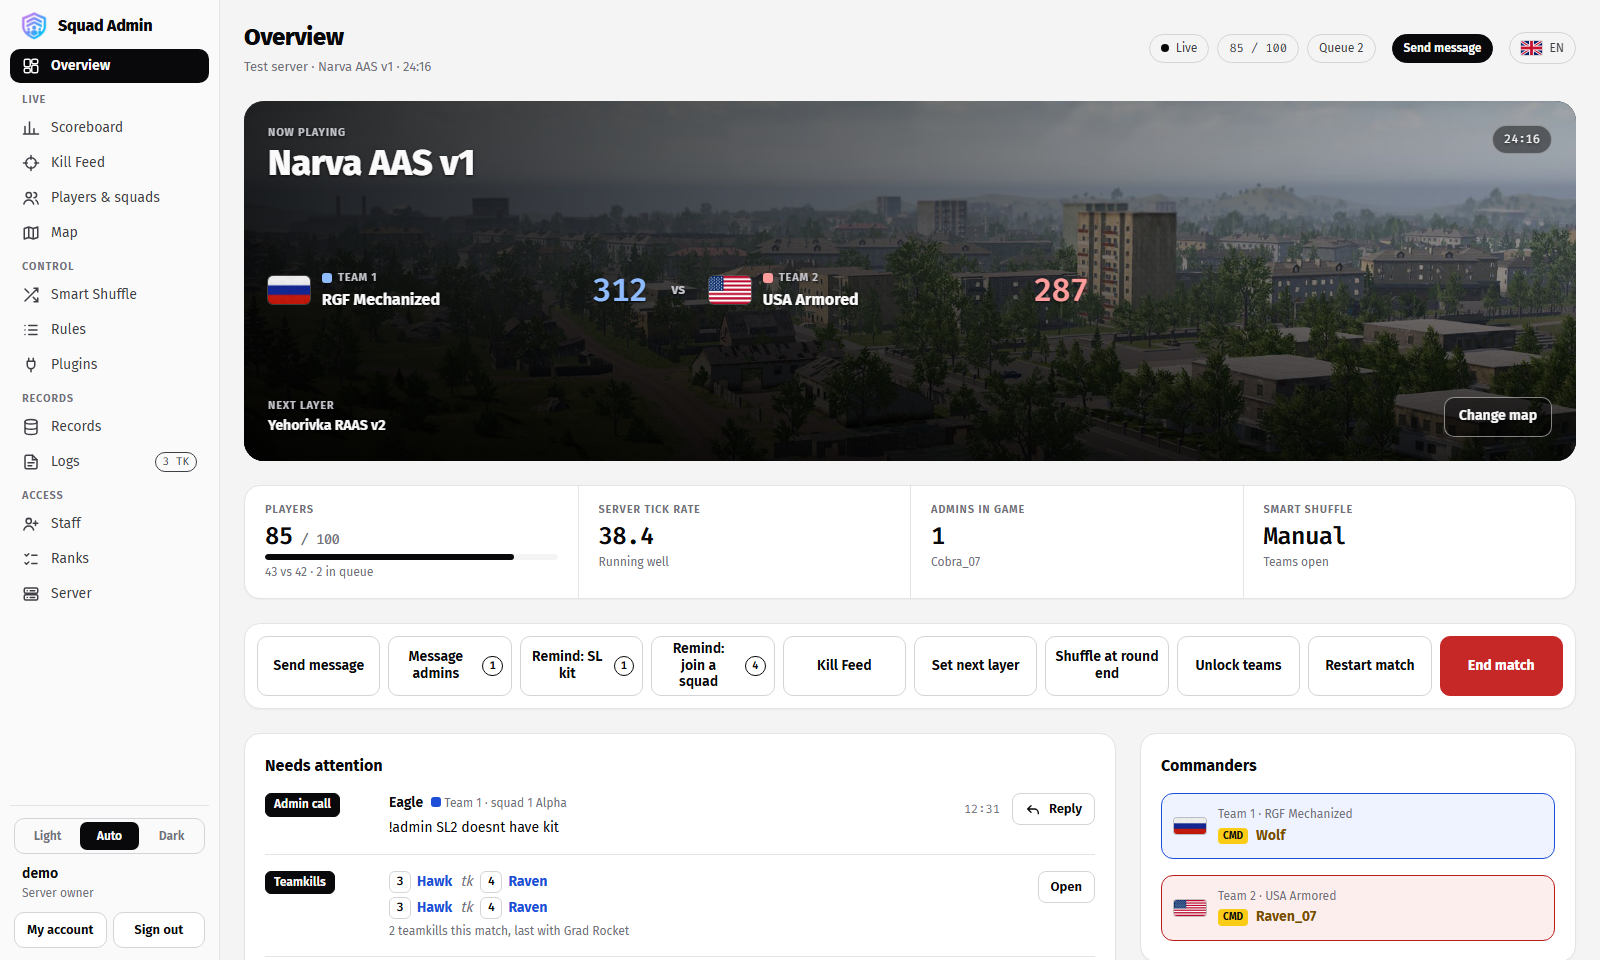 Squad Admin
Overview
LIVE
Scoreboard
Kill Feed
Players & squads
Map
CONTROL
Smart Shuffle
Rules
Plugins
RECORDS
Records
Logs
3 TK
ACCESS
Staff
Ranks
Server
Light
Auto
Dark
demo
Server owner
My account
Sign out
Overview
Test server · Narva AAS v1 · 24:16
Live
85 / 100
Queue 2
Send message
EN
NOW PLAYING
24:16
Narva AAS v1
TEAM 1
RGF Mechanized
312
VS
TEAM 2
USA Armored
287
NEXT LAYER
Yehorivka RAAS v2
Change map
PLAYERS
85 / 100
43 vs 42 · 2 in queue
SERVER TICK RATE
38.4
Running well
ADMINS IN GAME
1
Cobra_07
SMART SHUFFLE
Manual
Teams open
Send message
Message
admins
1
Remind: SL
kit
1
Remind:
join a
squad
4
Kill Feed
Set next layer
Shuffle at round
end
Unlock teams
Restart match
End match
Needs attention
Admin call
Eagle Team 1 · squad 1 Alpha
!admin SL2 doesnt have kit
12:31
Reply
Teamkills
3 Hawk tk 4 Raven
3 Hawk tk 4 Raven
2 teamkills this match, last with Grad Rocket
Open
Commanders
Team 1 · RGF Mechanized
CMD Wolf
Team 2 · USA Armored
CMD Raven_07